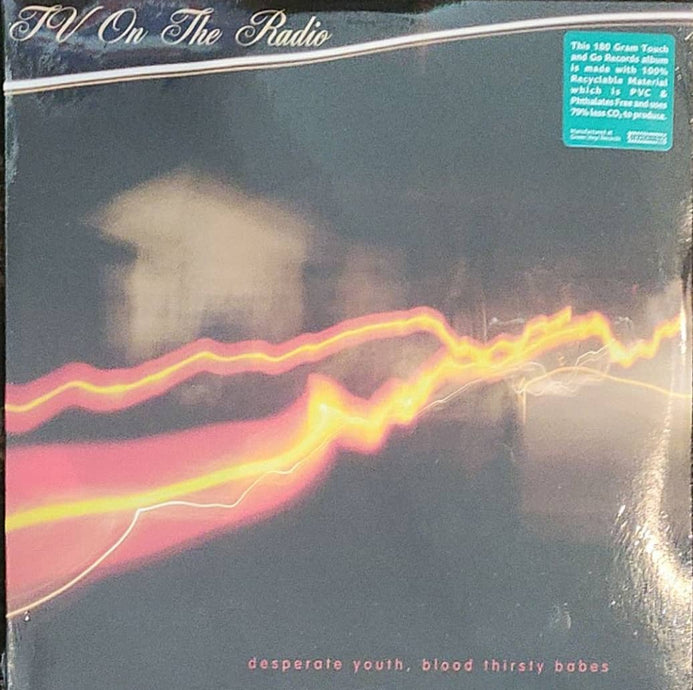 TV On The Radio
This 180 Gram Touch
and Go Records album
is made with 100%
Recyclable Material
which is PVC &
Phthalates Free and uses
79% less CO₂ to produce.
Manufactured at
Green Vinyl Records
desperate youth, blood thirsty babes